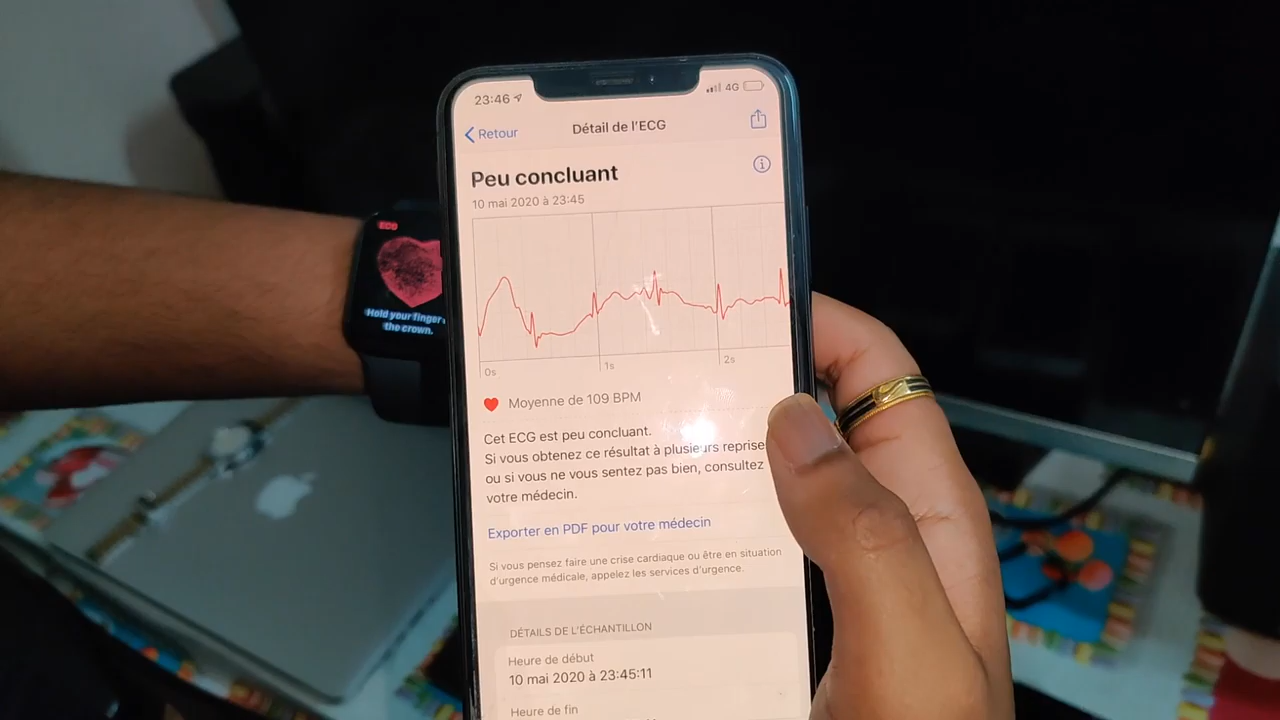 23:46
4G
Retour
Détail de l'ECG
Peu concluant
10 mai 2020 à 23:45
0s
1s
2s
Moyenne de 109 BPM
Cet ECG est peu concluant.
Si vous obtenez ce résultat à plusieurs reprise
ou si vous ne vous sentez pas bien, consultez
votre médecin.
Exporter en PDF pour votre médecin
Si vous pensez faire une crise cardiaque ou être en situation
d'urgence médicale, appelez les services d'urgence.
DÉTAILS DE L'ÉCHANTILLON
Heure de début
10 mai 2020 à 23:45:11
Heure de fin
ECG
Hold your finger
the crown.